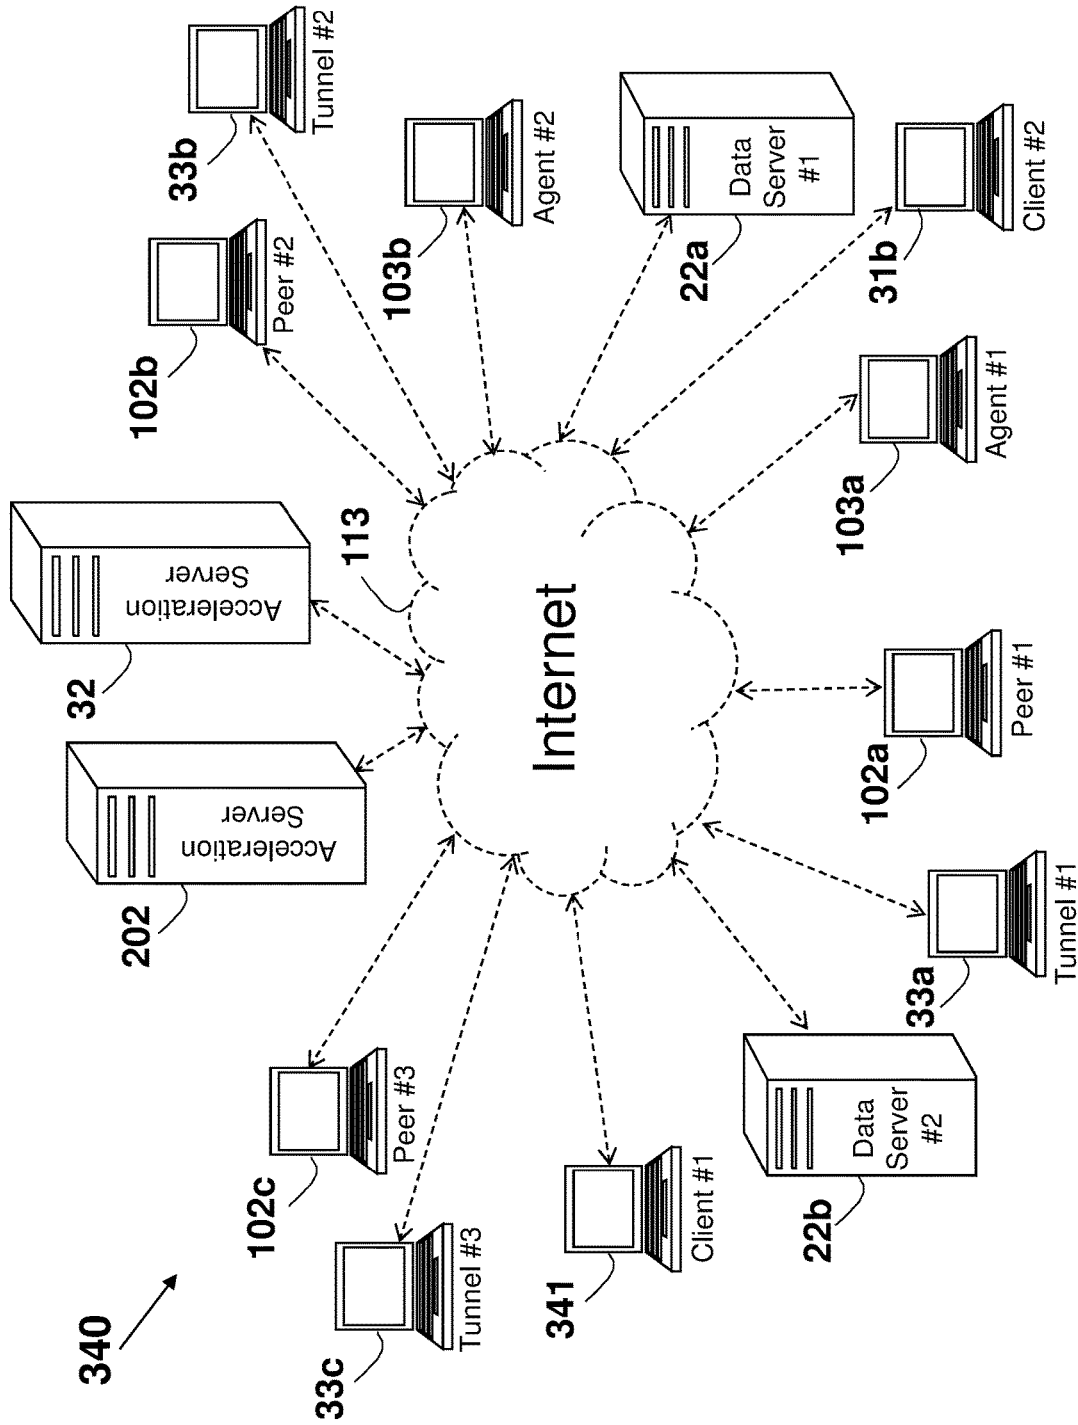 340
33c
Tunnel #3
102c
Peer #3
341
Client #1
22b
Data
Server
#2
33a
Tunnel #1
202
Acceleration
Server
32
Acceleration
Server
113
Internet
102a
Peer #1
102b
Peer #2
33b
Tunnel #2
103b
Agent #2
22a
Data
Server
#1
31b
Client #2
103a
Agent #1